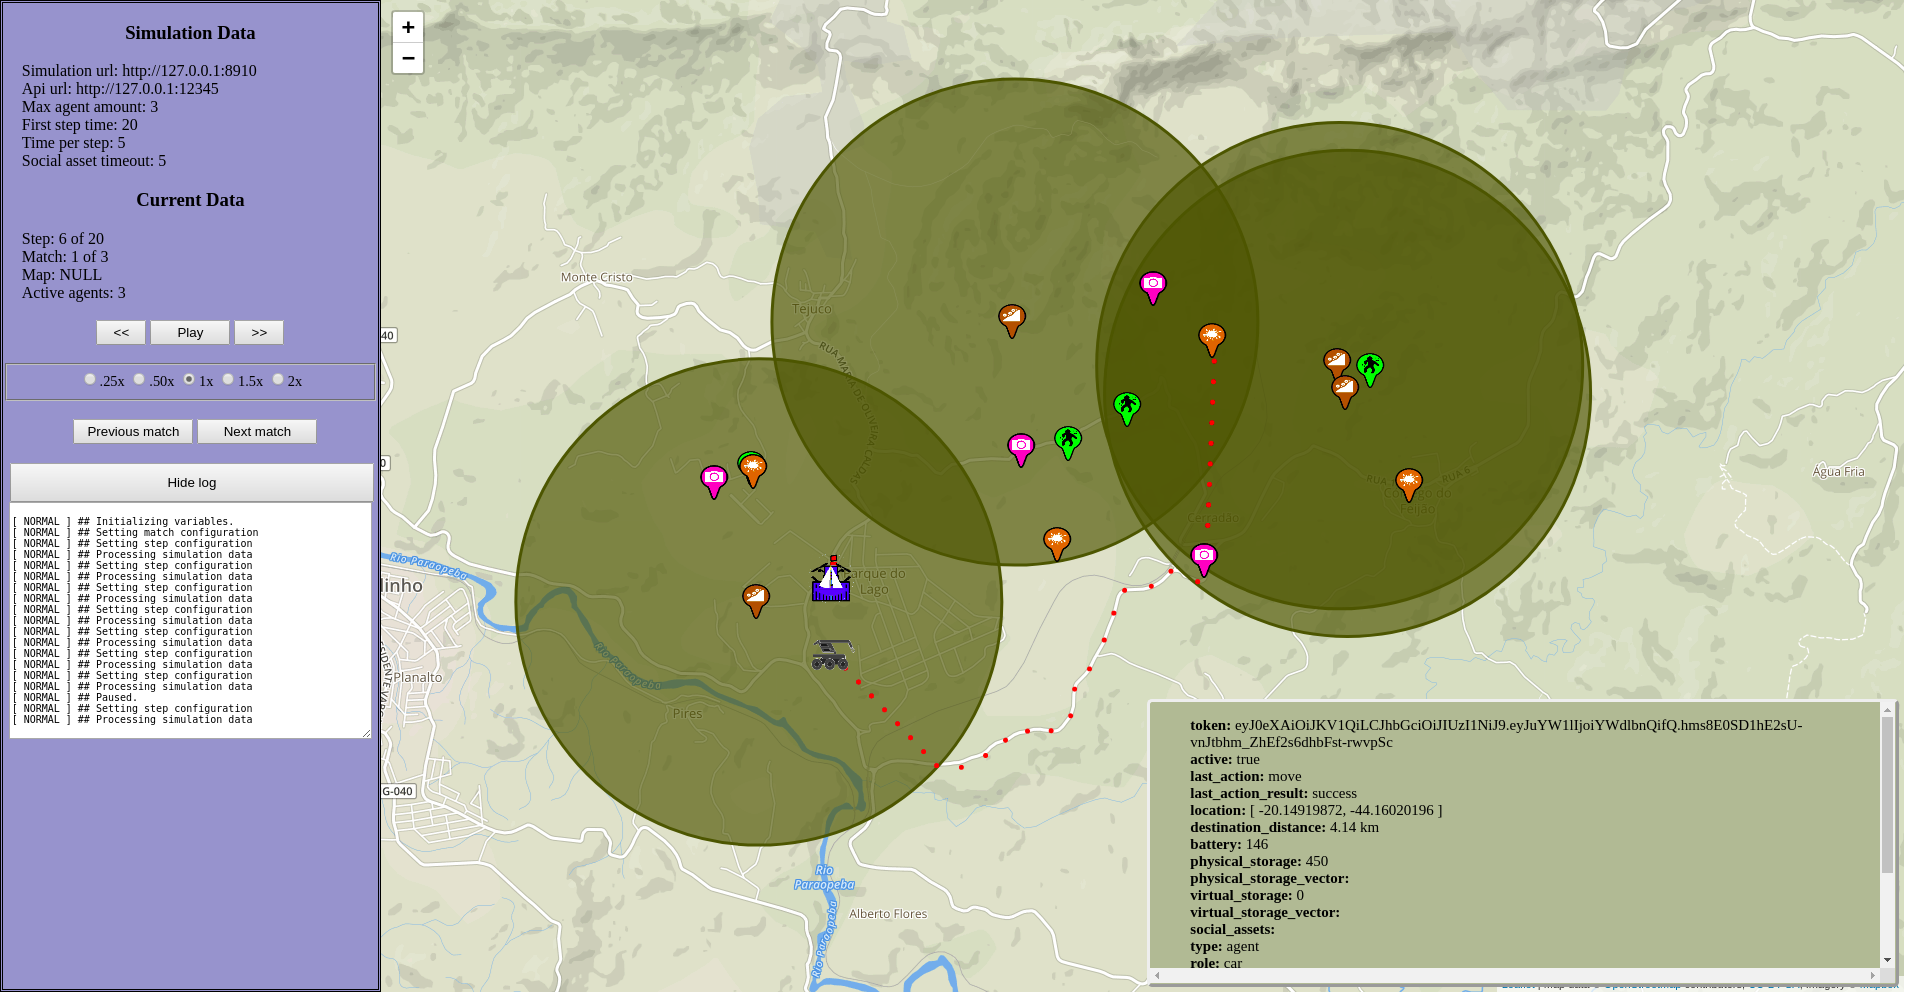 Simulation Data
Simulation url: http://127.0.0.1:8910
Api url: http://127.0.0.1:12345
Max agent amount: 3
First step time: 20
Time per step: 5
Social asset timeout: 5
Current Data
Step: 6 of 20
Match: 1 of 3
Map: NULL
Active agents: 3
<< Play >>
.25x .50x 1x 1.5x 2x
Previous match Next match
Hide log
[ NORMAL ] ## Initializing variables.
[ NORMAL ] ## Setting match configuration
[ NORMAL ] ## Setting step configuration
[ NORMAL ] ## Processing simulation data
[ NORMAL ] ## Setting step configuration
[ NORMAL ] ## Processing simulation data
[ NORMAL ] ## Setting step configuration
[ NORMAL ] ## Processing simulation data
[ NORMAL ] ## Setting step configuration
[ NORMAL ] ## Processing simulation data
[ NORMAL ] ## Setting step configuration
[ NORMAL ] ## Processing simulation data
[ NORMAL ] ## Setting step configuration
[ NORMAL ] ## Processing simulation data
[ NORMAL ] ## Setting step configuration
[ NORMAL ] ## Processing simulation data
[ NORMAL ] ## Paused.
[ NORMAL ] ## Setting step configuration
[ NORMAL ] ## Processing simulation data
+
−
Monte Cristo
Tejuco
40
RUA MARIA DE OLIVEIRA CALDAS
Água Fria
RUA 6
Córrego do
Feijão
Cerradão
0
Rio Paraopeba
linho
Parque do
Lago
Rio Paraopeba
Planalto
Pires
G-040
Rio
Paraopeba
Alberto Flores
Rio Paraopeba
token: eyJ0eXAiOiJKV1QiLCJhbGciOiJIUzI1NiJ9.eyJuYW1lIjoiYWdlbnQifQ.hms8E0SD1hE2sU-
vnJtbhm_ZhEf2s6dhbFst-rwvpSc
active: true
last_action: move
last_action_result: success
location: [ -20.14919872, -44.16020196 ]
destination_distance: 4.14 km
battery: 146
physical_storage: 450
physical_storage_vector:
virtual_storage: 0
virtual_storage_vector:
social_assets:
type: agent
role: car